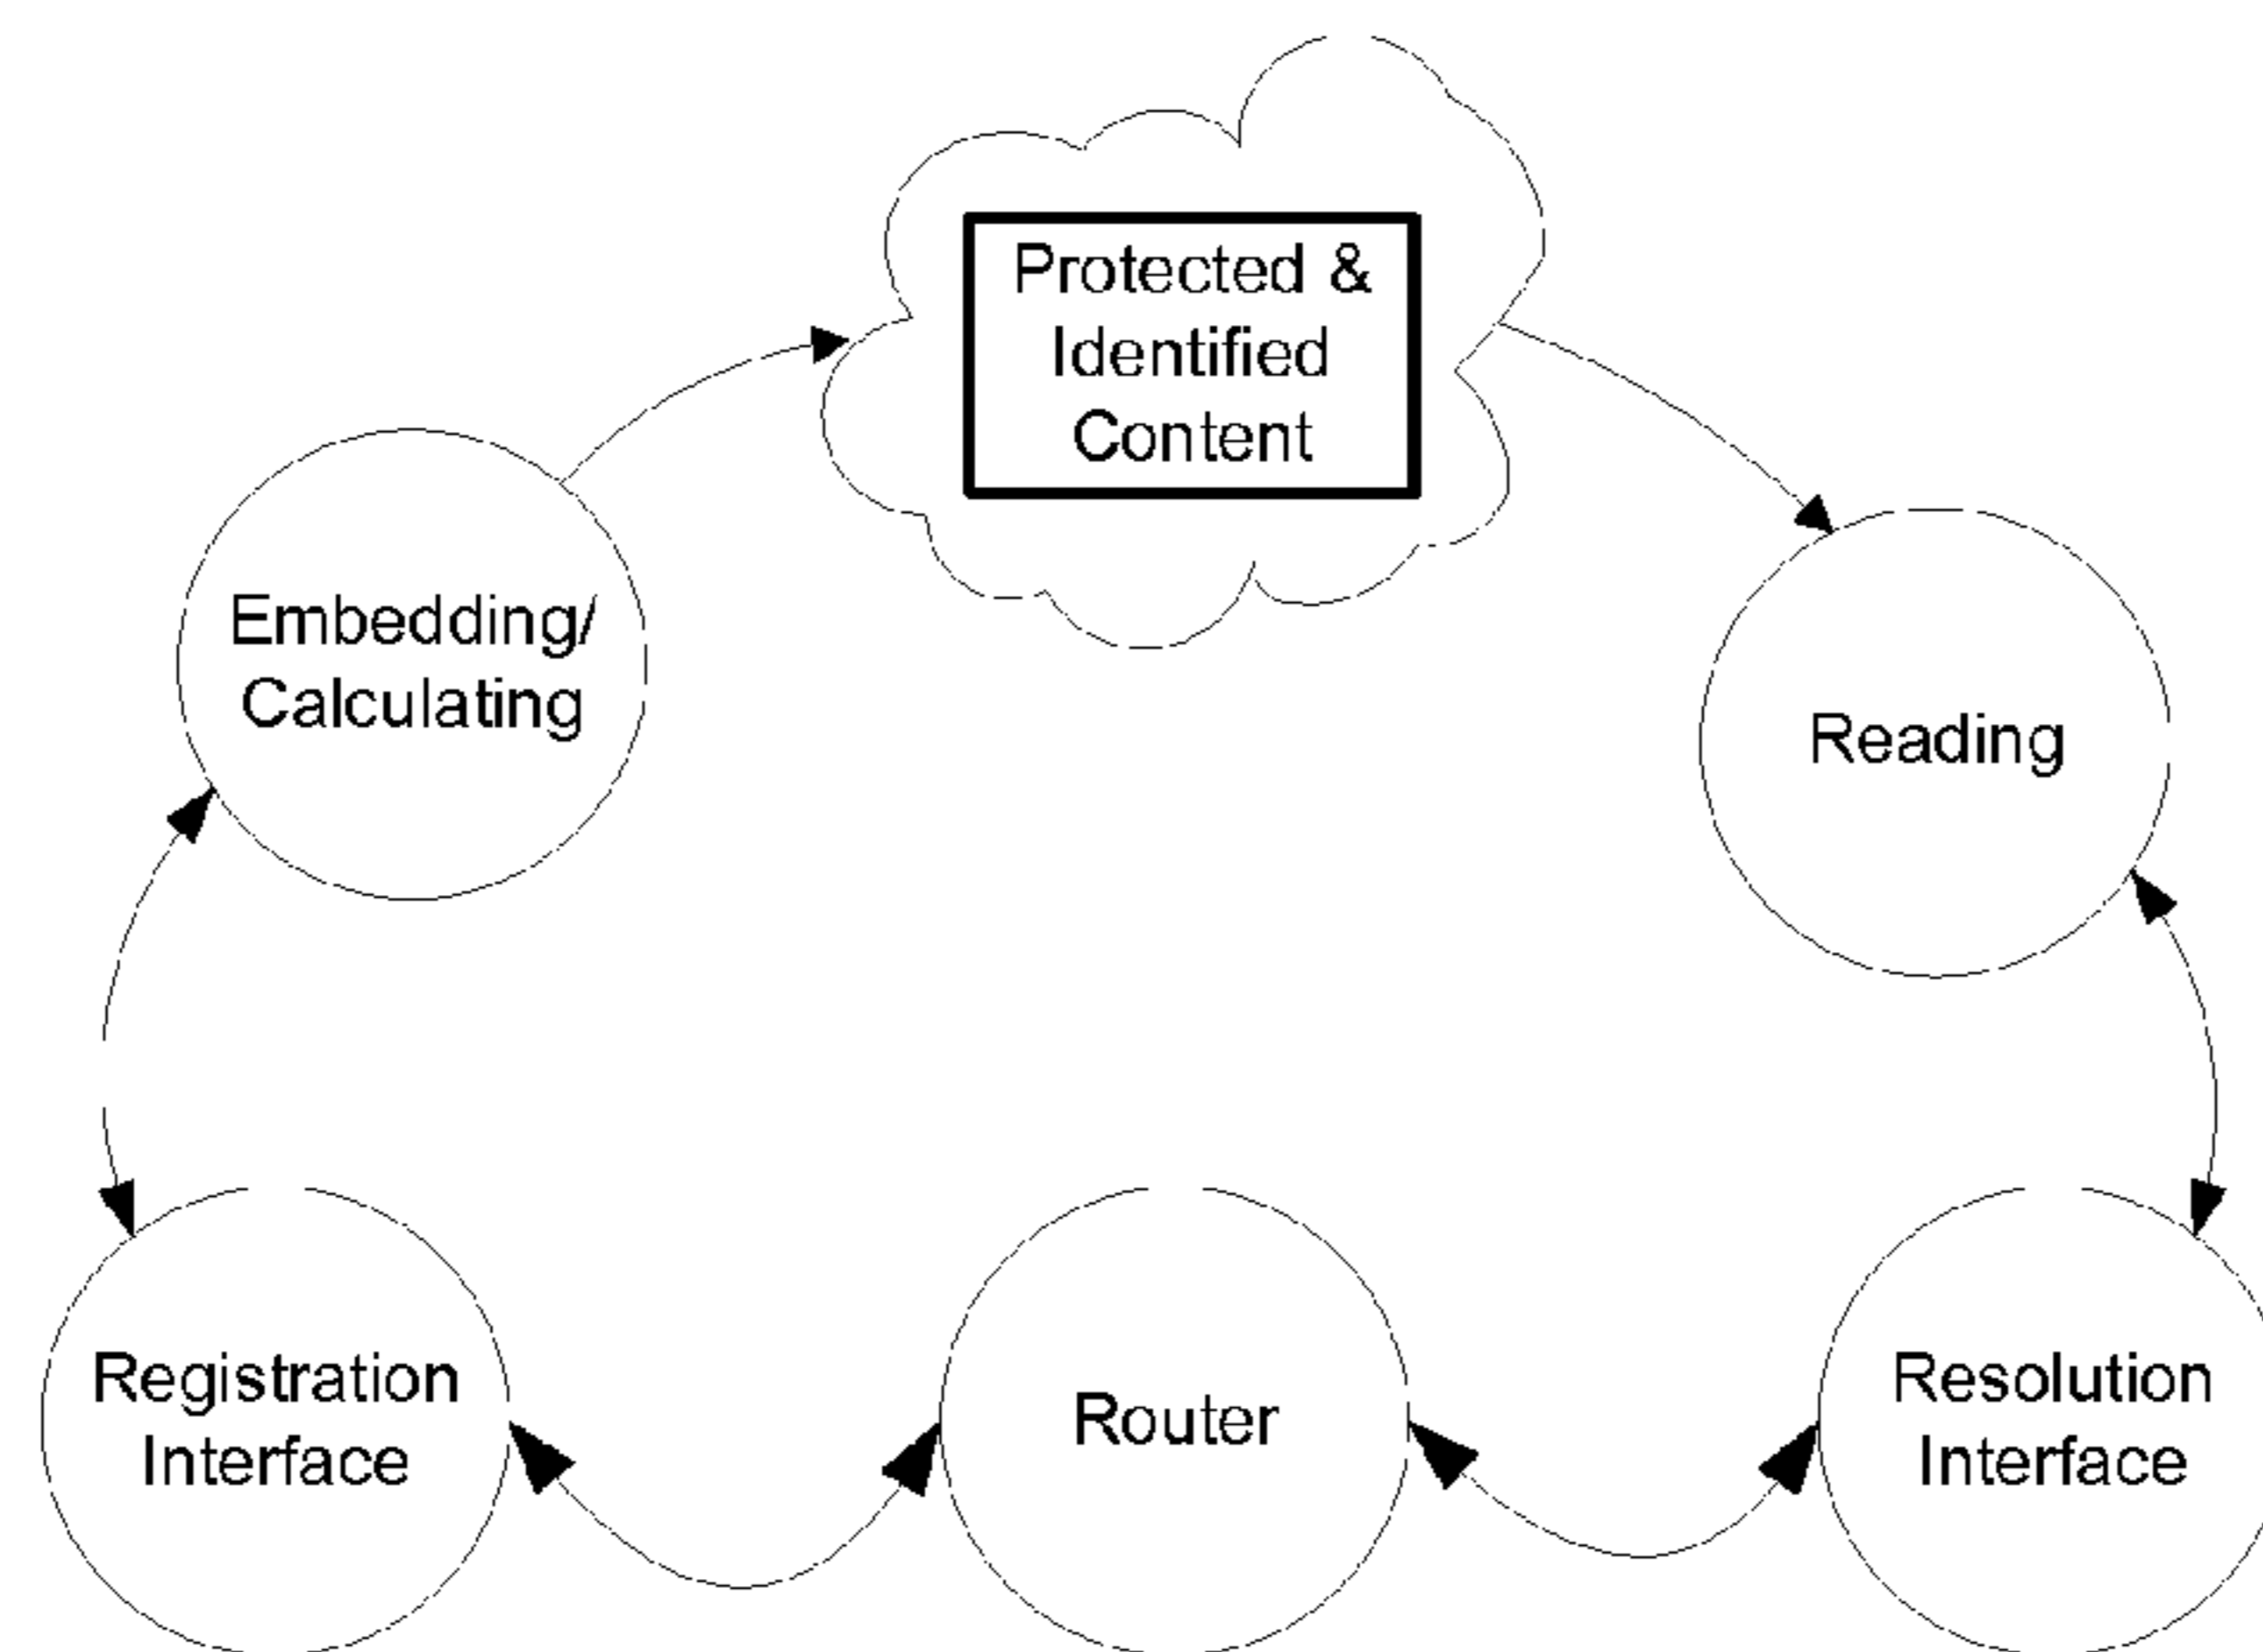 Protected &
Identified
Content
Embedding/
Calculating
Reading
Registration
Interface
Router
Resolution
Interface